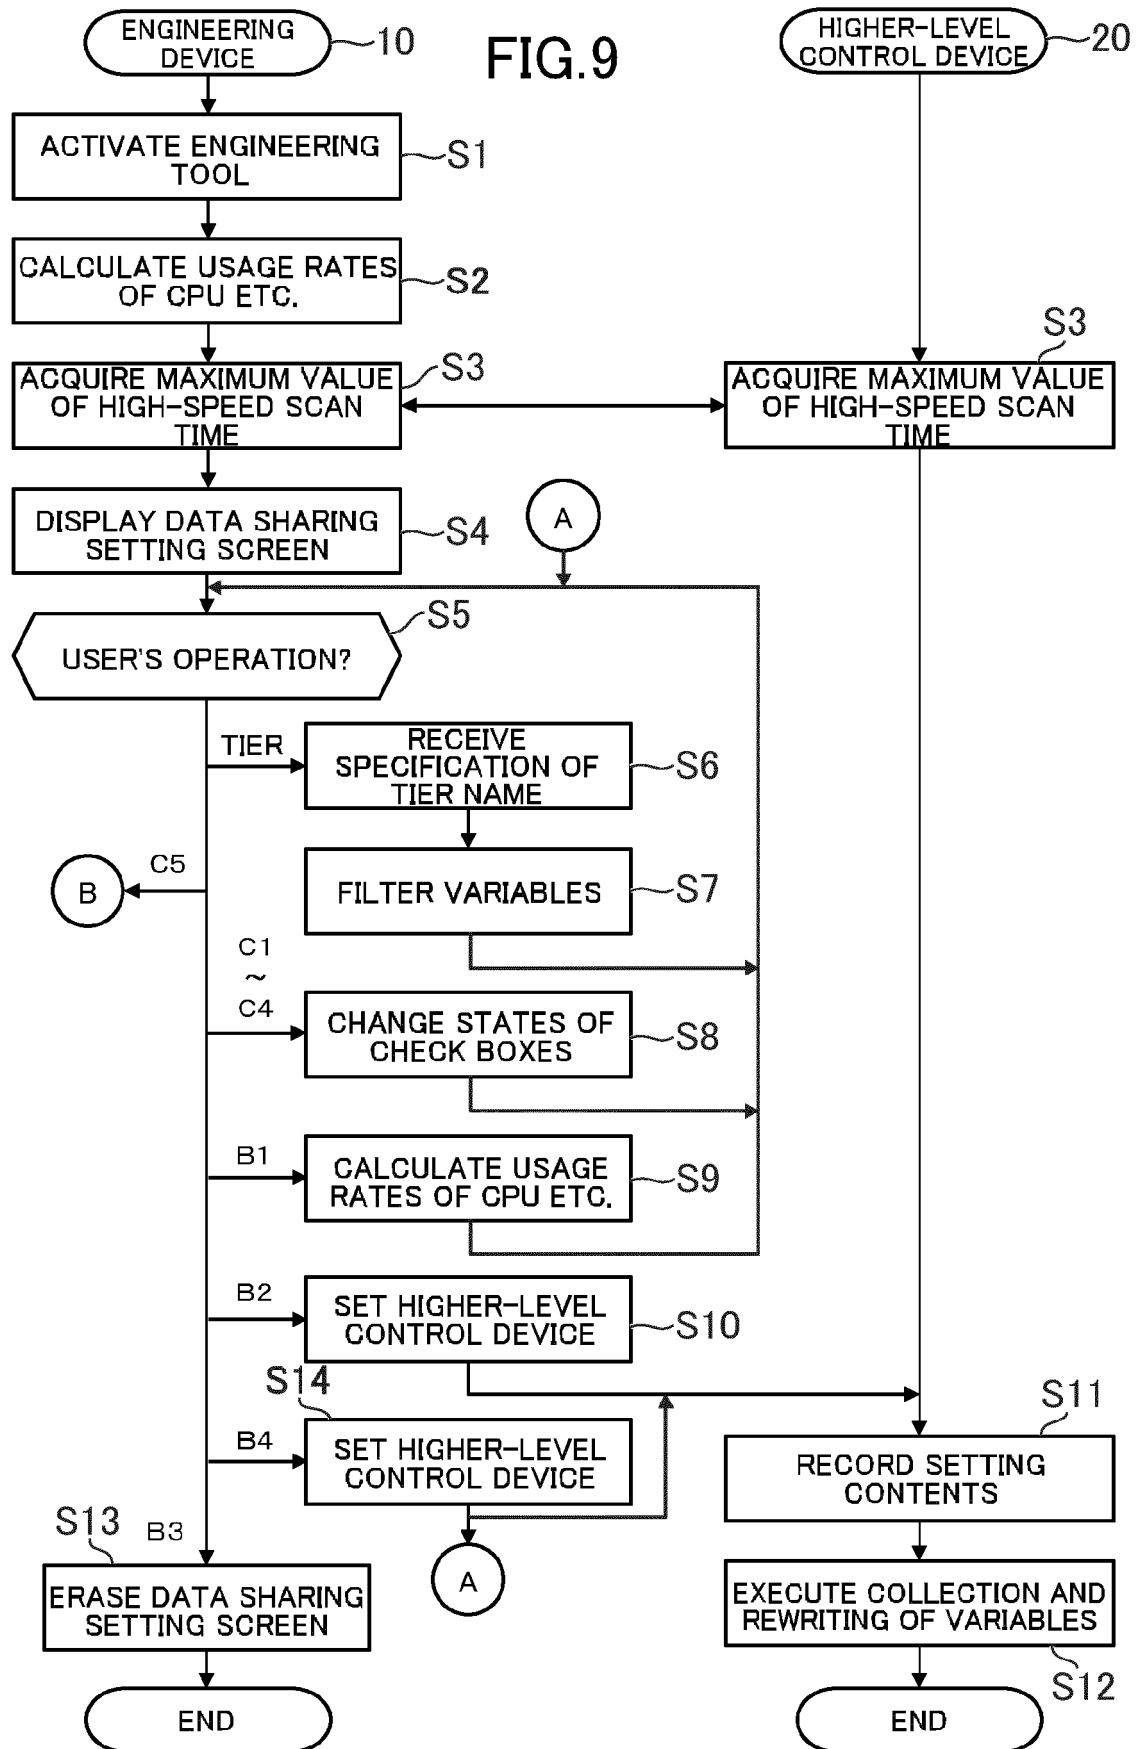 ENGINEERING
DEVICE
10
FIG.9
HIGHER-LEVEL
CONTROL DEVICE
20
ACTIVATE ENGINEERING
TOOL
S1
CALCULATE USAGE RATES
OF CPU ETC.
S2
ACQUIRE MAXIMUM VALUE
OF HIGH-SPEED SCAN
TIME
S3
ACQUIRE MAXIMUM VALUE
OF HIGH-SPEED SCAN
TIME
S3
DISPLAY DATA SHARING
SETTING SCREEN
S4
A
USER'S OPERATION?
S5
TIER
RECEIVE
SPECIFICATION OF
TIER NAME
S6
C5
B
FILTER VARIABLES
S7
C1
~
C4
CHANGE STATES OF
CHECK BOXES
S8
B1
CALCULATE USAGE
RATES OF CPU ETC.
S9
B2
SET HIGHER-LEVEL
CONTROL DEVICE
S10
S14
B4
SET HIGHER-LEVEL
CONTROL DEVICE
A
S11
RECORD SETTING
CONTENTS
S13
B3
ERASE DATA SHARING
SETTING SCREEN
EXECUTE COLLECTION AND
REWRITING OF VARIABLES
S12
END
END